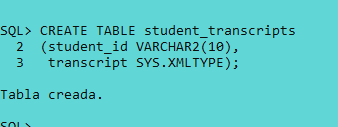 SQL> CREATE TABLE student_transcripts
  2  (student_id VARCHAR2(10),
  3   transcript SYS.XMLTYPE);
Tabla creada.
SQL>